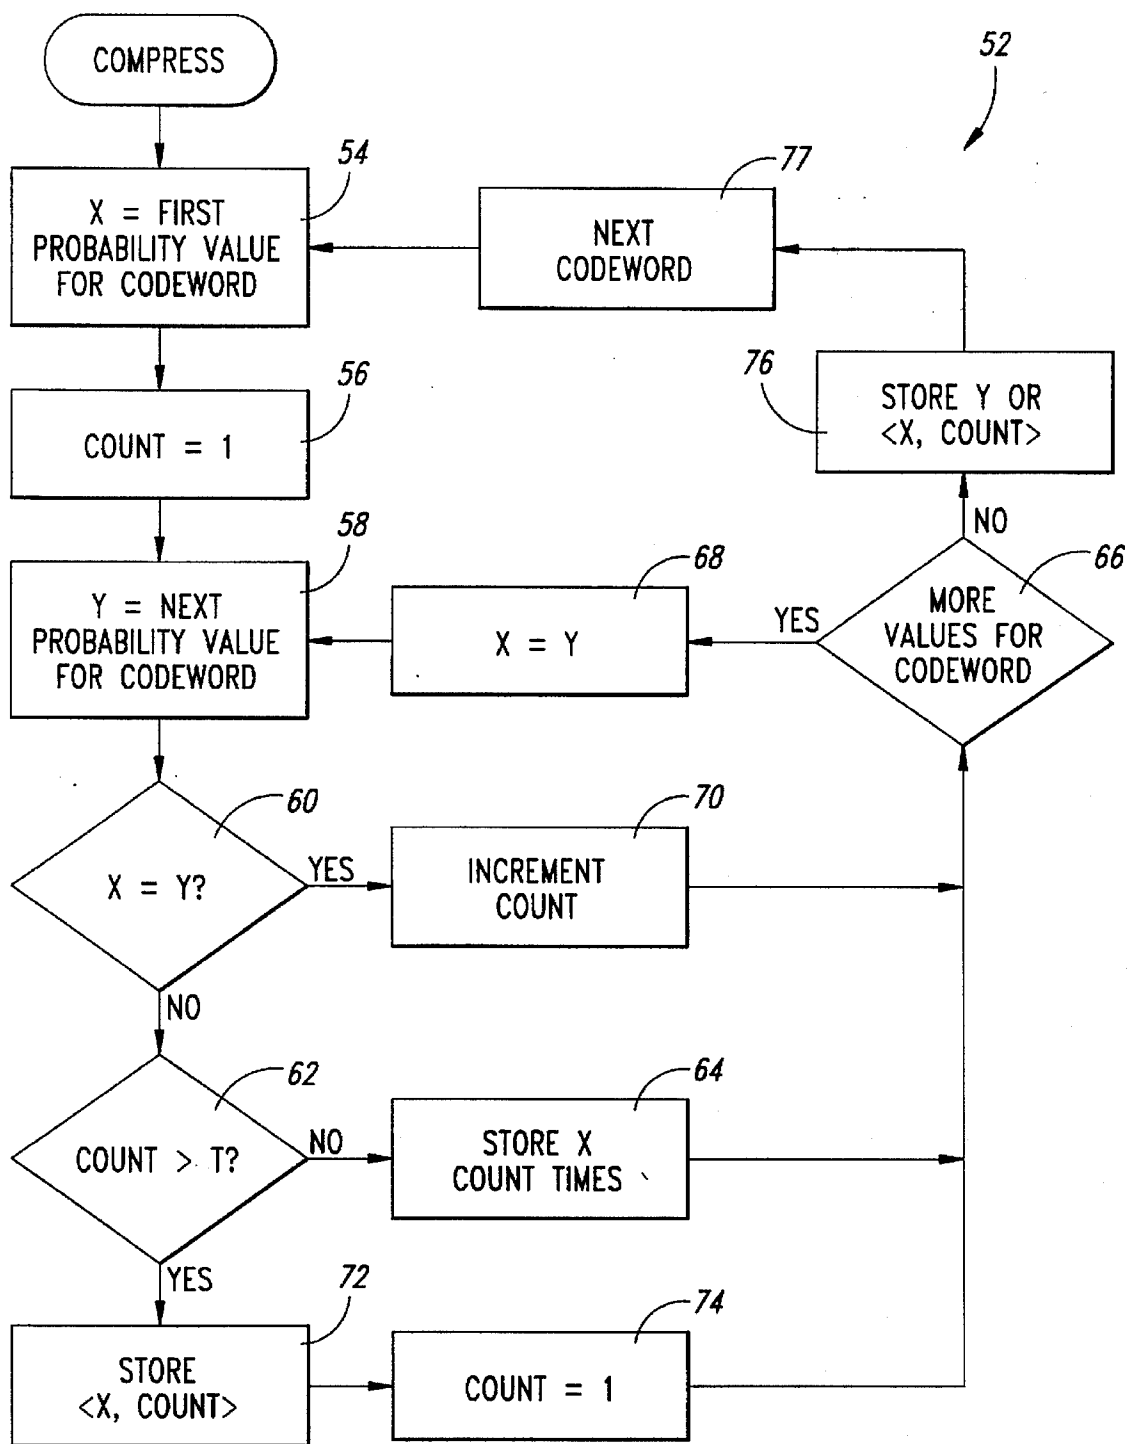 COMPRESS
52
54
X = FIRST
PROBABILITY VALUE
FOR CODEWORD
77
NEXT
CODEWORD
56
COUNT = 1
76
STORE Y OR
<X, COUNT>
NO
58
Y = NEXT
PROBABILITY VALUE
FOR CODEWORD
68
X = Y
YES
66
MORE
VALUES FOR
CODEWORD
60
X = Y?
YES
70
INCREMENT
COUNT
NO
62
COUNT > T?
NO
64
STORE X
COUNT TIMES
YES
72
STORE
<X, COUNT>
74
COUNT = 1